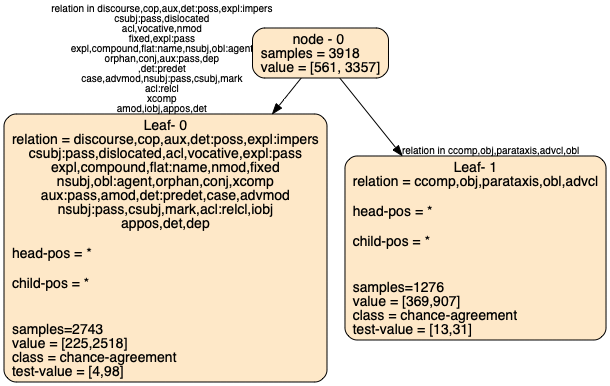 relation in discourse,cop,aux,det:poss,expl:impers
csubj:pass,dislocated
acl,vocative,nmod
fixed,expl:pass
expl,compound,flat:name,nsubj,obl:agent
orphan,conj,aux:pass,dep
,det:predet
case,advmod,nsubj:pass,csubj,mark
acl:relcl
xcomp
amod,iobj,appos,det
node - 0
samples = 3918
value = [561, 3357]
Leaf- 0
relation = discourse,cop,aux,det:poss,expl:impers
csubj:pass,dislocated,acl,vocative,expl:pass
expl,compound,flat:name,nmod,fixed
nsubj,obl:agent,orphan,conj,xcomp
aux:pass,amod,det:predet,case,advmod
nsubj:pass,csubj,mark,acl:relcl,iobj
appos,det,dep
head-pos = *
child-pos = *
samples=2743
value = [225,2518]
class = chance-agreement
test-value = [4,98]
relation in ccomp,obj,parataxis,advcl,obl
Leaf- 1
relation = ccomp,obj,parataxis,obl,advcl
head-pos = *
child-pos = *
samples=1276
value = [369,907]
class = chance-agreement
test-value = [13,31]